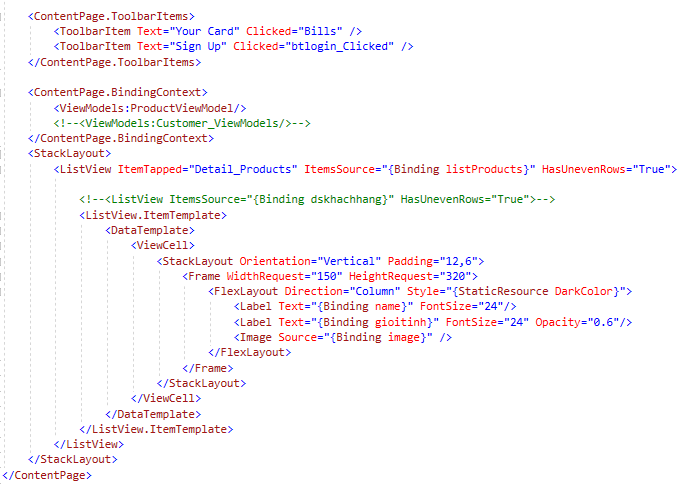 <ContentPage.ToolbarItems>
<ToolbarItem Text="Your Card" Clicked="Bills" />
<ToolbarItem Text="Sign Up" Clicked="btlogin_Clicked" />
</ContentPage.ToolbarItems>
<ContentPage.BindingContext>
<ViewModels:ProductViewModel/>
<!--<ViewModels:Customer_ViewModels/>-->
</ContentPage.BindingContext>
<StackLayout>
<ListView ItemTapped="Detail_Products" ItemsSource="{Binding listProducts}" HasUnevenRows="True">
<!--<ListView ItemsSource="{Binding dskhachhang}" HasUnevenRows="True">-->
<ListView.ItemTemplate>
<DataTemplate>
<ViewCell>
<StackLayout Orientation="Vertical" Padding="12,6">
<Frame WidthRequest="150" HeightRequest="320">
<FlexLayout Direction="Column" Style="{StaticResource DarkColor}">
<Label Text="{Binding name}" FontSize="24"/>
<Label Text="{Binding gioitinh}" FontSize="24" Opacity="0.6"/>
<Image Source="{Binding image}" />
</FlexLayout>
</Frame>
</StackLayout>
</ViewCell>
</DataTemplate>
</ListView.ItemTemplate>
</ListView>
</StackLayout>
</ContentPage>